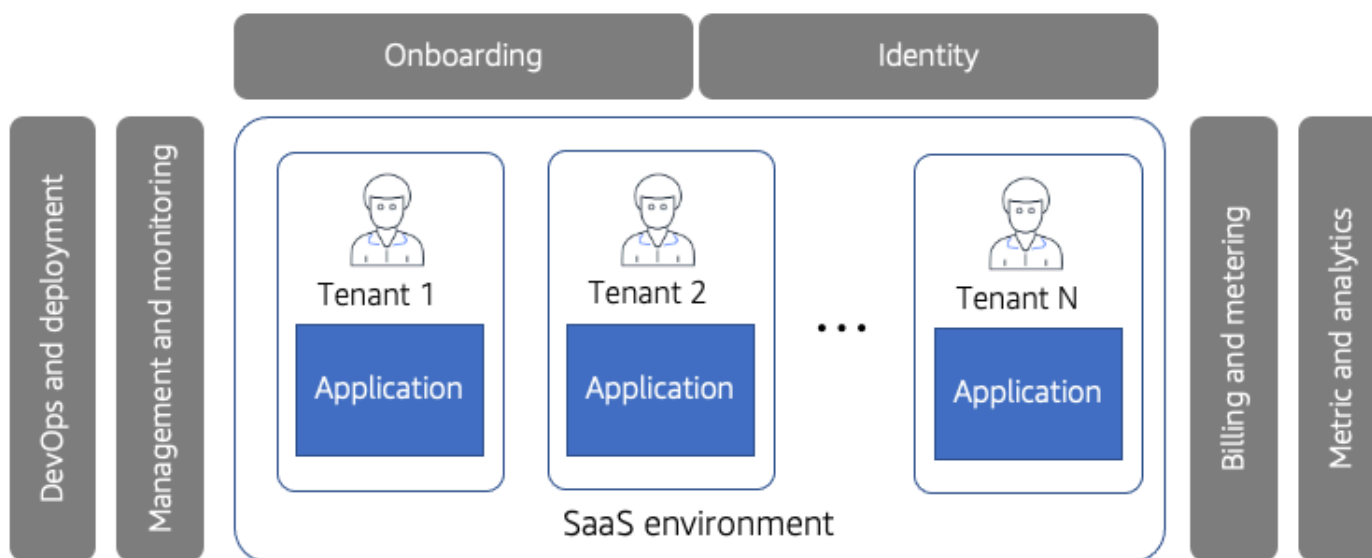 Onboarding
Identity
DevOps and deployment
Management and monitoring
Tenant 1
Application
Tenant 2
Application
...
Tenant N
Application
SaaS environment
Billing and metering
Metric and analytics